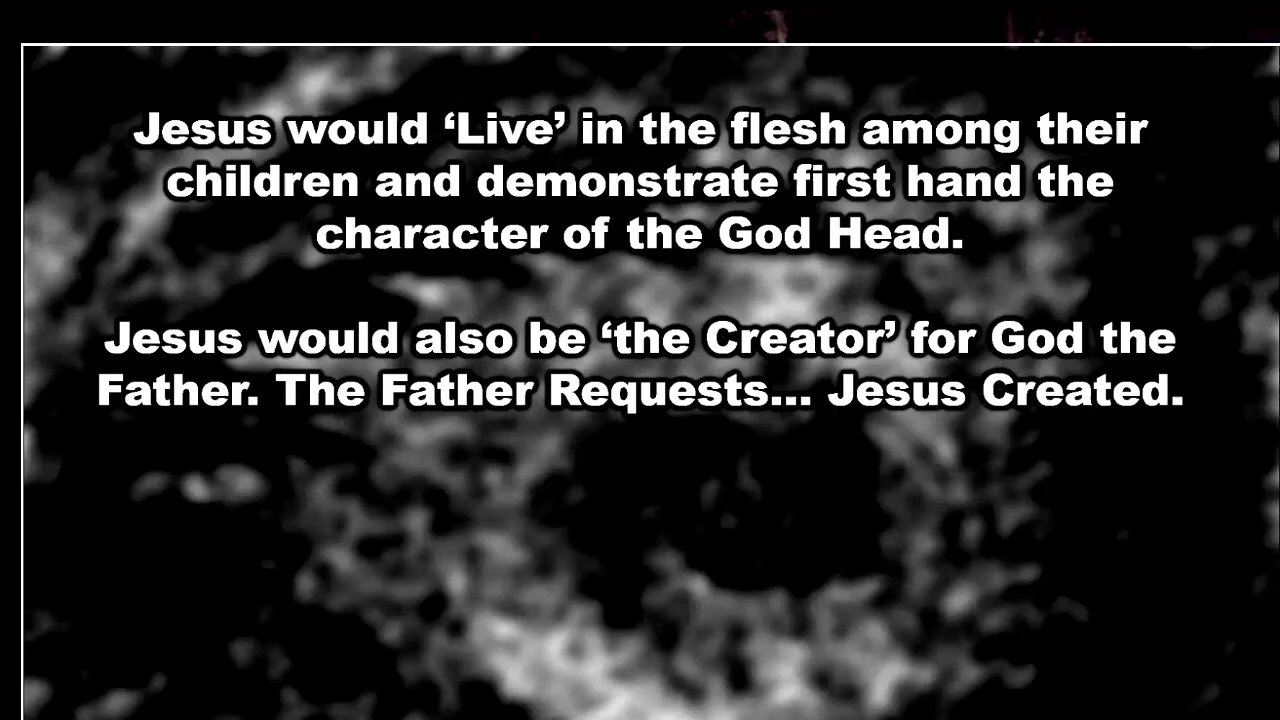 Jesus would ‘Live’ in the flesh among their
children and demonstrate first hand the
character of the God Head.
Jesus would also be ‘the Creator’ for God the
Father. The Father Requests... Jesus Created.